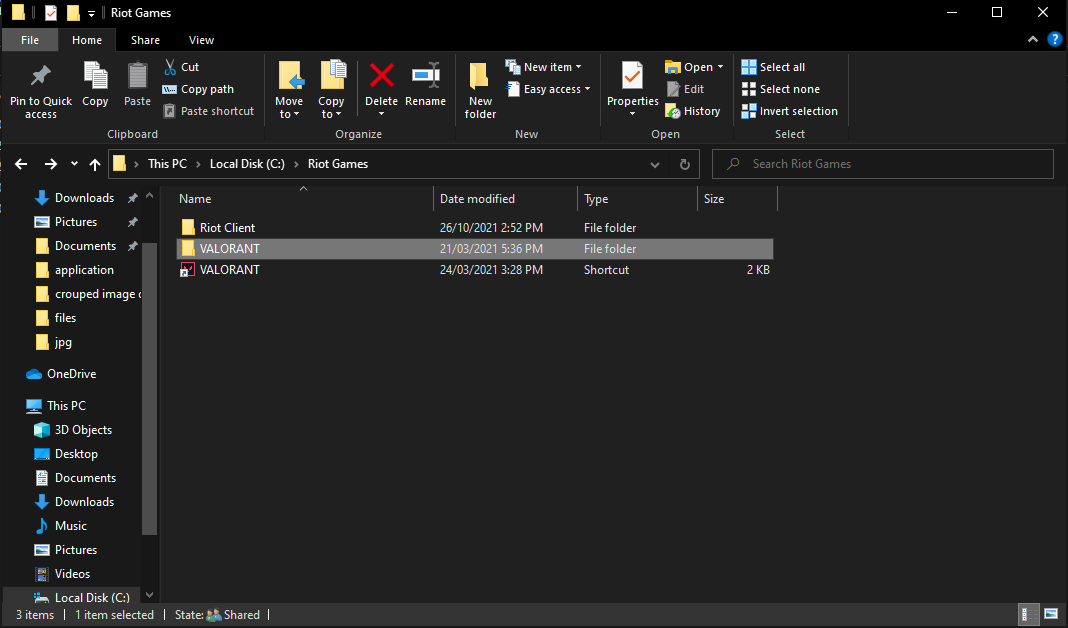 Riot Games
File Home Share View
Pin to Quick access
Copy
Paste
Cut
Copy path
Paste shortcut
Clipboard
Move to
Copy to
Delete
Rename
Organize
New folder
New item
Easy access
New
Properties
Open
Edit
History
Open
Select all
Select none
Invert selection
Select
This PC Local Disk (C:) Riot Games
Search Riot Games
Downloads
Pictures
Documents
application
crouped image
files
jpg
OneDrive
This PC
3D Objects
Desktop
Documents
Downloads
Music
Pictures
Videos
Local Disk (C:)
Name Date modified Type Size
Riot Client 26/10/2021 2:52 PM File folder
VALORANT 21/03/2021 5:36 PM File folder
VALORANT 24/03/2021 3:28 PM Shortcut 2 KB
3 items 1 item selected State: Shared